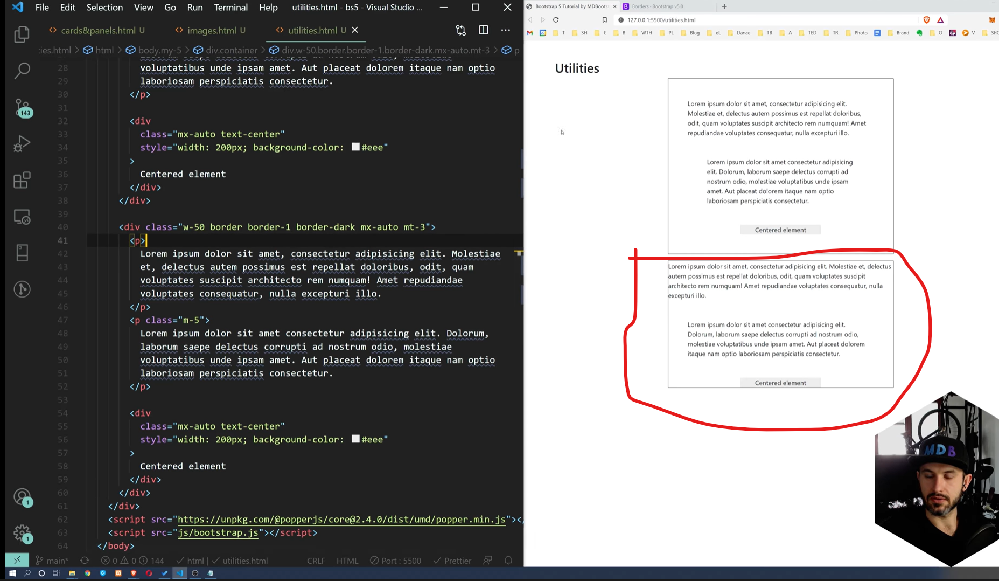 File Edit Selection View Go Run Terminal Help utilities.html - bs5 - Visual Studio ...
cards&panels.html U images.html U utilities.html U
ies.html > html > body.my-5 > div.container > div.w-50.border.border-1.border-dark.mx-auto.mt-3 > p
28 voluptatibus unde ipsam amet. Aut placeat dolorem itaque nam optio
29 laboriosam perspiciatis consectetur.
30 </p>
31
32 <div
33 class="mx-auto text-center"
34 style="width: 200px; background-color: #eee"
35 >
36 Centered element
37 </div>
38 </div>
39
40 <div class="w-50 border border-1 border-dark mx-auto mt-3">
41 <p>
42 Lorem ipsum dolor sit amet, consectetur adipisicing elit. Molestiae
43 et, delectus autem possimus est repellat doloribus, odit, quam
44 voluptates suscipit architecto rem numquam! Amet repudiandae
45 voluptates consequatur, nulla excepturi illo.
46 </p>
47 <p class="m-5">
48 Lorem ipsum dolor sit amet consectetur adipisicing elit. Dolorum,
49 laborum saepe delectus corrupti ad nostrum odio, molestiae
50 voluptatibus unde ipsam amet. Aut placeat dolorem itaque nam optio
51 laboriosam perspiciatis consectetur.
52 </p>
53
54 <div
55 class="mx-auto text-center"
56 style="width: 200px; background-color: #eee"
57 >
58 Centered element
59 </div>
60 </div>
61 </div>
62 <script src="https://unpkg.com/@popperjs/core@2.4.0/dist/umd/popper.min.js"></
63 <script src="js/bootstrap.js"></script>
64 </body>
143
1
1
main* 0 0 144 html | utilities.html CRLF HTML Port : 5500 Prettier
Bootstrap 5 Tutorial by MDBootst B Borders · Bootstrap v5.0
127.0.0.1:5500/utilities.html
T SH € B WTH PL Blog eL Dance TB A TED TR Photo Brand O V SHO
Utilities
Lorem ipsum dolor sit amet, consectetur adipisicing elit.
Molestiae et, delectus autem possimus est repellat doloribus,
odit, quam voluptates suscipit architecto rem numquam! Amet
repudiandae voluptates consequatur, nulla excepturi illo.
Lorem ipsum dolor sit amet consectetur adipisicing
elit. Dolorum, laborum saepe delectus corrupti ad
nostrum odio, molestiae voluptatibus unde ipsam
amet. Aut placeat dolorem itaque nam optio
laboriosam perspiciatis consectetur.
Centered element
Lorem ipsum dolor sit amet, consectetur adipisicing elit. Molestiae et, delectus
autem possimus est repellat doloribus, odit, quam voluptates suscipit
architecto rem numquam! Amet repudiandae voluptates consequatur, nulla
excepturi illo.
Lorem ipsum dolor sit amet consectetur adipisicing elit.
Dolorum, laborum saepe delectus corrupti ad nostrum odio,
molestiae voluptatibus unde ipsam amet. Aut placeat dolorem
itaque nam optio laboriosam perspiciatis consectetur.
Centered element
MDB